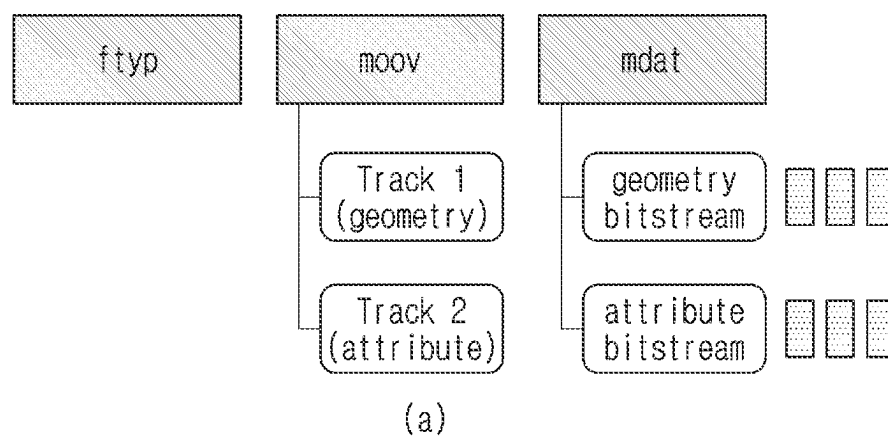 ftyp
moov
mdat
Track 1
(geometry)
geometry
bitstream
Track 2
(attribute)
attribute
bitstream
(a)